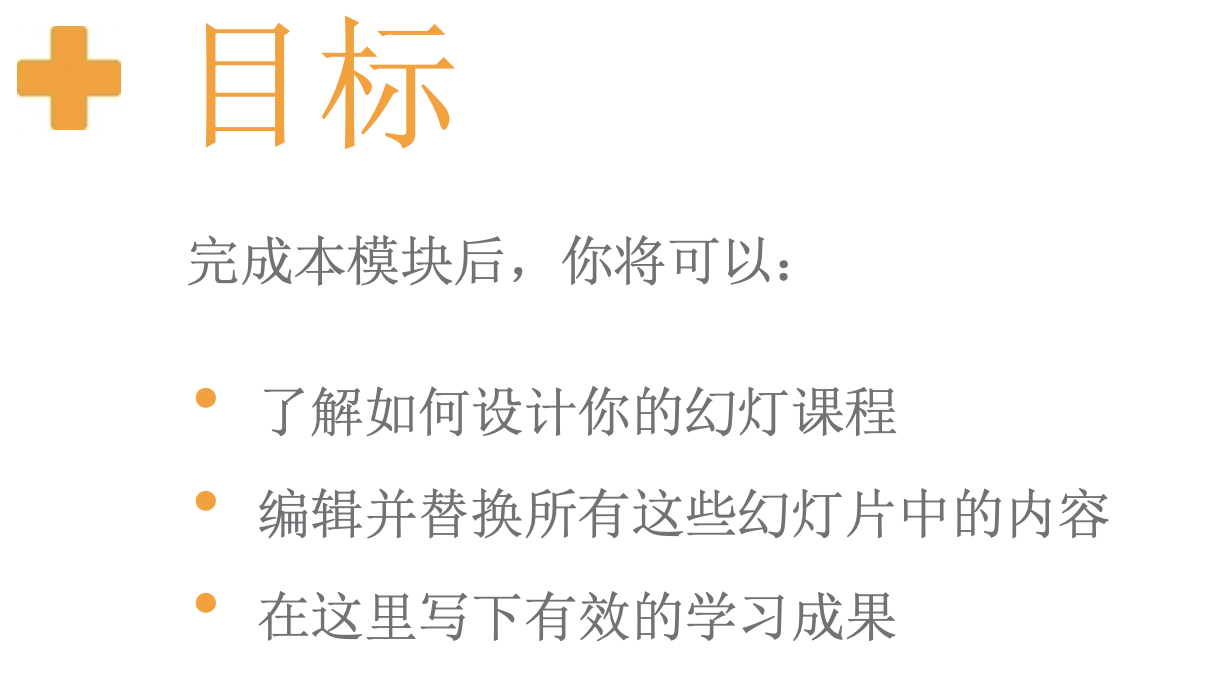 目标
完成本模块后，你将可以：
• 了解如何设计你的幻灯课程
• 编辑并替换所有这些幻灯片中的内容
• 在这里写下有效的学习成果